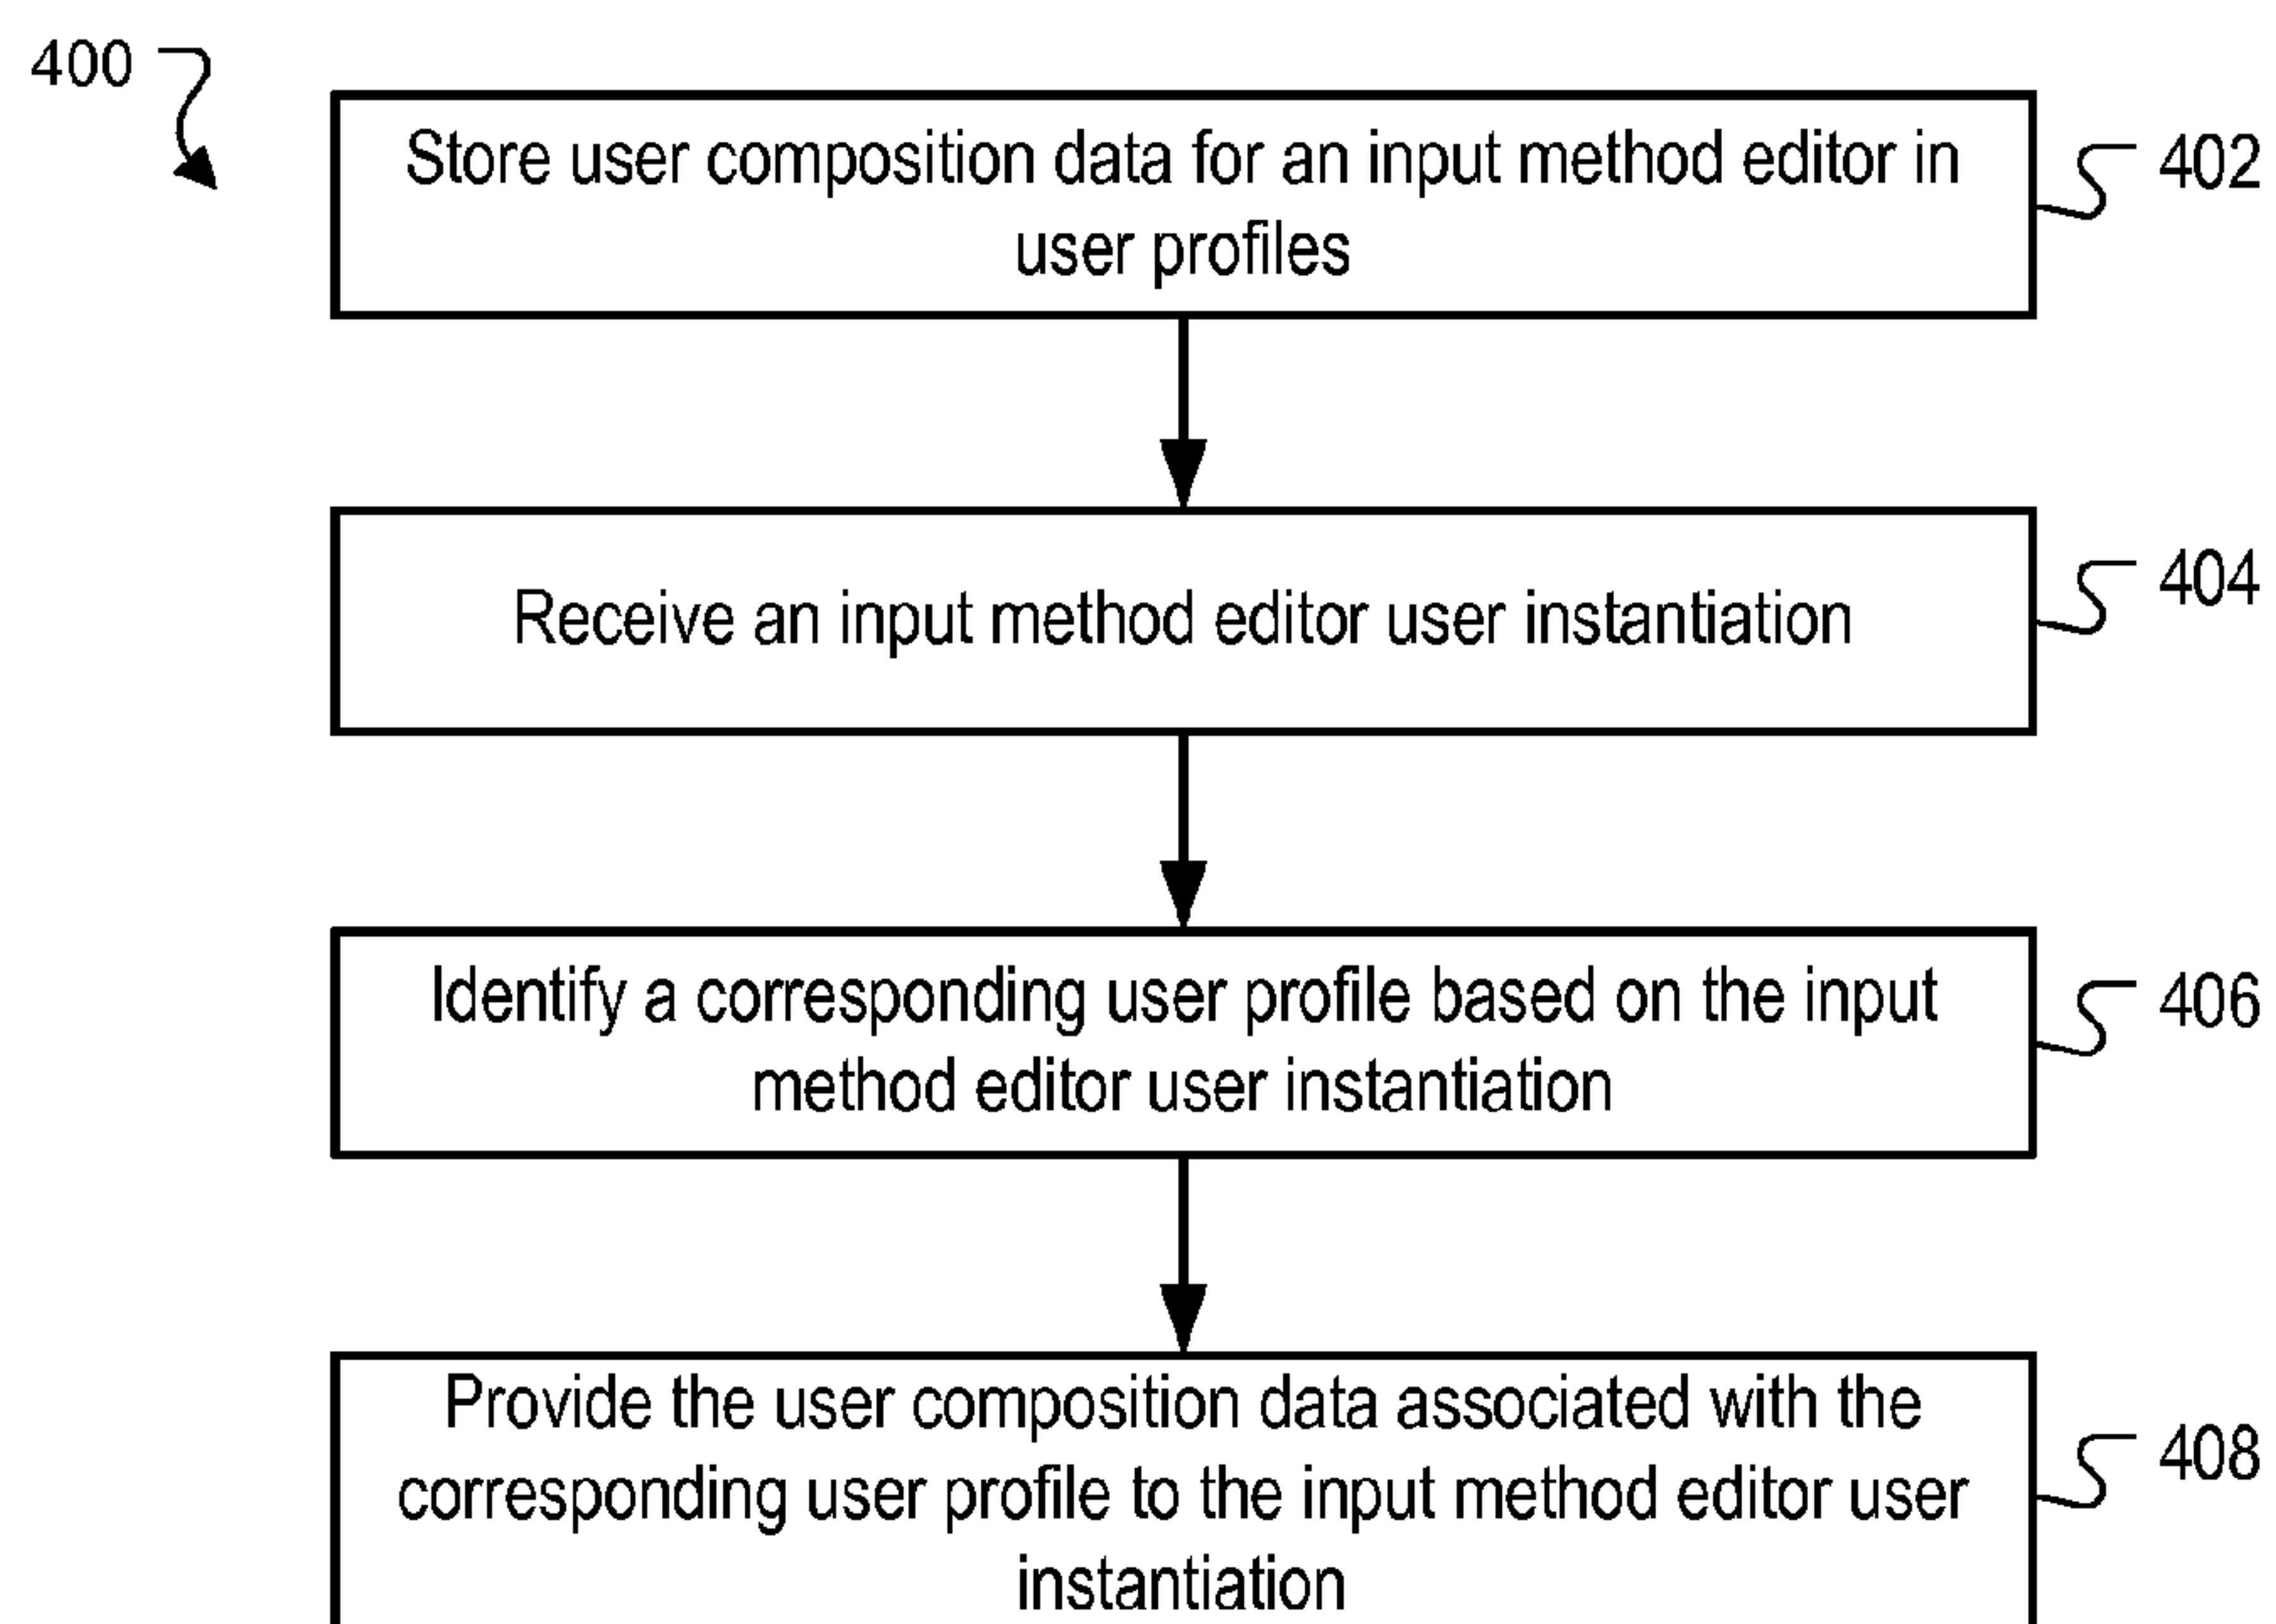 400
Store user composition data for an input method editor in
user profiles
402
Receive an input method editor user instantiation
404
Identify a corresponding user profile based on the input
method editor user instantiation
406
Provide the user composition data associated with the
corresponding user profile to the input method editor user
instantiation
408